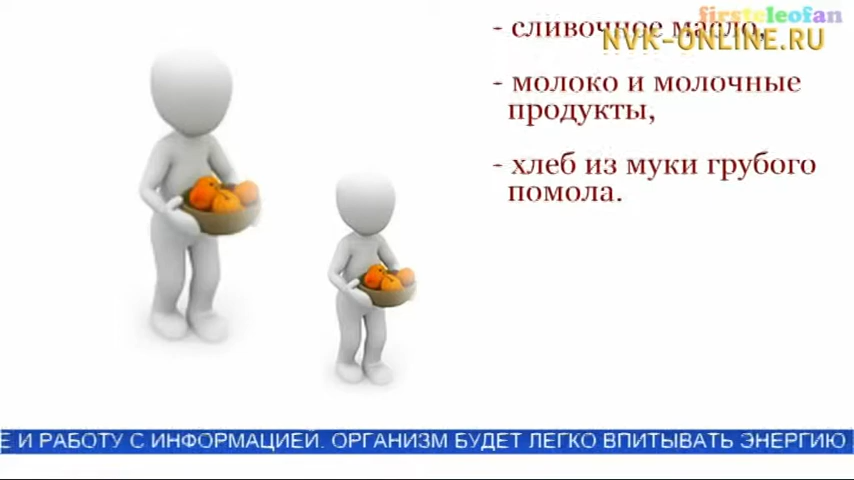 firsteleofan
- сливочное масло,
NVK-ONLINE.RU
- молоко и молочные
продукты,
- хлеб из муки грубого
помола.
Е И РАБОТУ С ИНФОРМАЦИЕЙ. ОРГАНИЗМ БУДЕТ ЛЕГКО ВПИТЫВАТЬ ЭНЕРГИЮ